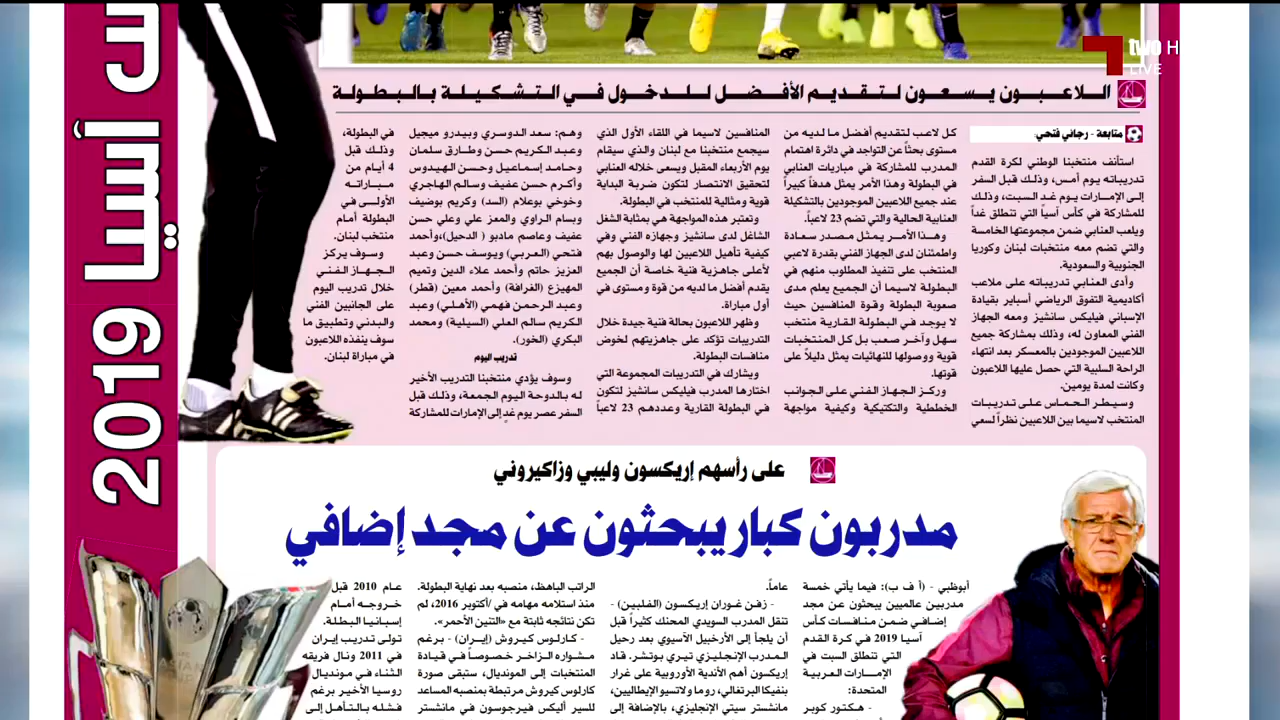 TWO H
LIVE
س آسيا 2019
اللاعبون يسعون لتقديم الأفضل للدخول في التشكيلة بالبطولة
متابعة - رجائي فتحي:
استأنف منتخبنا الوطني لكرة القدم
تدريباته يوم أمس، وذلك قبل السفر
إلى الإمارات يوم غد السبت، وذلك
للمشاركة في كأس آسيا التي تنطلق غداً
ويلعب العنابي ضمن مجموعتها الخامسة
والتي تضم معه منتخبات لبنان وكوريا
الجنوبية والسعودية.
وأدى العنابي تدريباته على ملاعب
أكاديمية التفوق الرياضي أسباير بقيادة
الإسباني فيليكس سانشيز ومعه الجهاز
الفني المعاون له، وذلك بمشاركة جميع
اللاعبين الموجودين بالمعسكر بعد انتهاء
الراحة السلبية التي حصل عليها اللاعبون
وكانت لمدة يومين.
وسيطر الحماس على تدريبات
المنتخب لاسيما بين اللاعبين نظراً لسعي
كل لاعب لتقديم أفضل ما لديه من
مستوى بحثاً عن التواجد في دائرة اهتمام
المدرب للمشاركة في مباريات العنابي
في البطولة وهذا الأمر يمثل هدفاً كبيراً
عند جميع اللاعبين الموجودين بالتشكيلة
العنابية الحالية والتي تضم 23 لاعباً.
وهذا الأمر يمثل مصدر سعادة
واطمئنان لدى الجهاز الفني بقدرة لاعبي
المنتخب على تنفيذ المطلوب منهم في
البطولة لاسيما أن الجميع يعلم مدى
صعوبة البطولة وقوة المنافسين حيث
لا يوجد في البطولة القارية منتخب
سهل وآخر صعب بل كل المنتخبات
قوية ووصولها للنهائيات يمثل دليلاً على
قوتها.
وركز الجهاز الفني على الجوانب
الخططية والتكتيكية وكيفية مواجهة
المنافسين لاسيما في اللقاء الأول الذي
سيجمع منتخبنا مع لبنان والذي سيقام
يوم الأربعاء المقبل ويسعى خلاله العنابي
لتحقيق الانتصار لتكون ضربة البداية
قوية ومثالية للمنتخب في البطولة.
وتعتبر هذه المواجهة هي بمثابة الشغل
الشاغل لدى سانشيز وجهازه الفني وفي
كيفية تأهيل اللاعبين لها والوصول بهم
لأعلى جاهزية فنية خاصة أن الجميع
يقدم أفضل ما لديه من قوة ومستوى في
أول مباراة.
وظهر اللاعبون بحالة فنية جيدة خلال
التدريبات تؤكد على جاهزيتهم لخوض
منافسات البطولة.
ويشارك في التدريبات المجموعة التي
اختارها المدرب فيليكس سانشيز لتكون
في البطولة القارية وعددهم 23 لاعباً
وهم: سعد الدوسري وبيدرو ميجيل
وعبد الكريم حسن وطارق سلمان
وحامد إسماعيل وحسن الهيدوس
وأكرم حسن عفيف وسالم الهاجري
وخوخي بوعلام (السد) وكريم بوضيف
وبسام الراوي والمعز علي وعلي حسن
عفيف وعاصم مادبو ( الدحيل)،وأحمد
فتحي (العربي) ويوسف حسن وعبد
العزيز حاتم وأحمد علاء الدين وتميم
المهيزع (الغرافة) وأحمد معين (قطر)
وعبد الرحمن فهمي (الأهلي) وعبد
الكريم سالم العلي (السيلية) ومحمد
البكري (الخور).
تدريب اليوم
وسوف يؤدي منتخبنا التدريب الأخير
له بالدوحة اليوم الجمعة، وذلك قبل
السفر عصر يوم غدٍ إلى الإمارات للمشاركة
في البطولة،
وذلك قبل
4 أيام من
مباراته
الأولى في
البطولة أمام
منتخب لبنان.
وسوف يركز
الجهاز الفني
خلال تدريب اليوم
على الجانبين الفني
والبدني وتطبيق ما
سوف ينفذه اللاعبون
في مباراة لبنان.
على رأسهم إريكسون وليبي وزاكيروني
مدربون كبار يبحثون عن مجد إضافي
أبوظبي - (أ ف ب): فيما يأتي خمسة
مدربين عالميين يبحثون عن مجد
إضافي ضمن منافسات كأس
آسيا 2019 في كرة القدم
التي تنطلق السبت في
الإمارات العربية
المتحدة:
- هكتور كوبر
عاماً.
- زفن غوران إريكسون (الفلبين) -
تنقل المدرب السويدي المحنك كثيراً قبل
أن يلجأ إلى الأرخبيل الآسيوي بعد رحيل
المدرب الإنجليزي تيري بوتشر. قاد
إريكسون أهم الأندية الأوروبية على غرار
بنفيكا البرتغالي، روما ولاتسيو الإيطاليين،
مانشستر سيتي الإنجليزي، بالإضافة إلى
الراتب الباهظ، منصبه بعد نهاية البطولة.
منذ استلامه مهامه في /أكتوبر 2016، لم
تكن نتائجه ثابتة مع «التنين الأحمر».
- كارلوس كيروش (إيران) - برغم
مشواره الزاخر خصوصاً في قيادة
المنتخبات إلى المونديال، ستبقى صورة
كارلوس كيروش مرتبطة بمنصبه المساعد
للسير أليكس فيرجوسون في مانشستر
عام 2010 قبل
خروجه أمام
إسبانيا البطلة.
تولى تدريب إيران
في 2011 ونال فريقه
الثناء في مونديال
روسيا الأخير برغم
فشله بالتأهل إلى